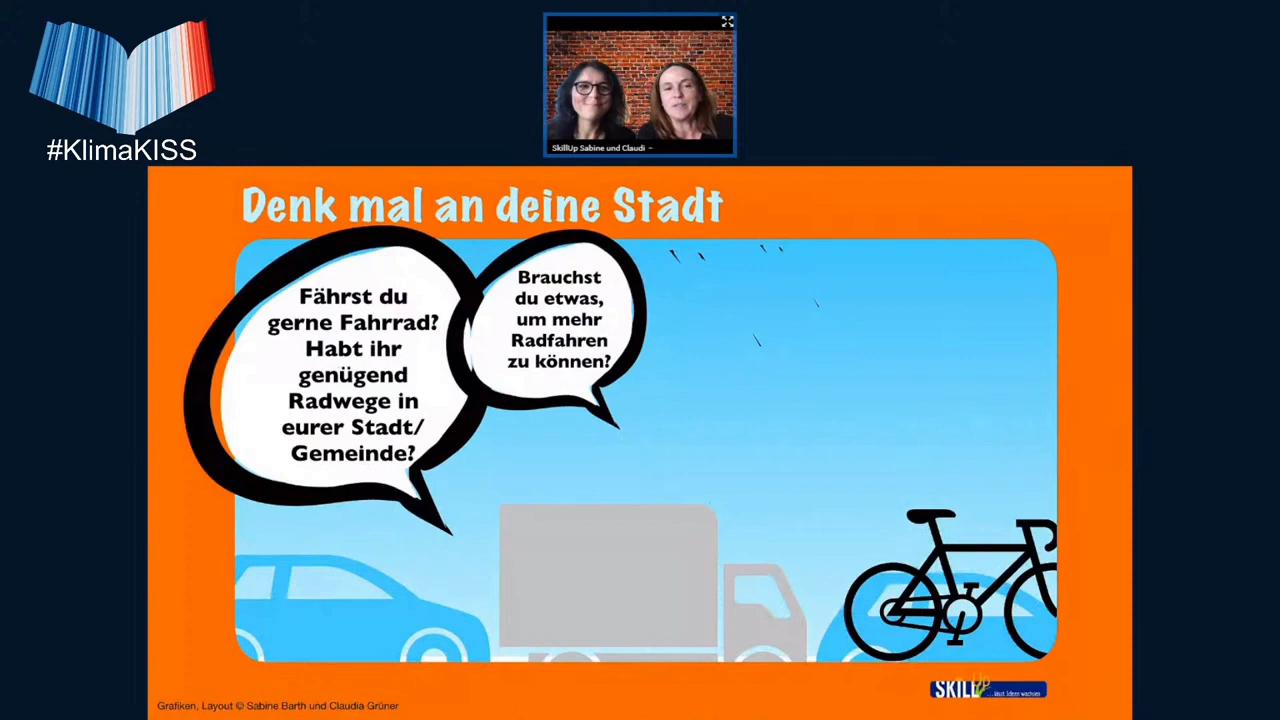 #KlimaKISS
SkillUp Sabine und Claudi
Denk mal an deine Stadt
Fährst du
gerne Fahrrad?
Habt ihr
genügend
Radwege in
eurer Stadt/
Gemeinde?
Brauchst
du etwas,
um mehr
Radfahren
zu können?
SKILLUp
...lässt Ideen wachsen
Grafiken, Layout © Sabine Barth und Claudia Grüner